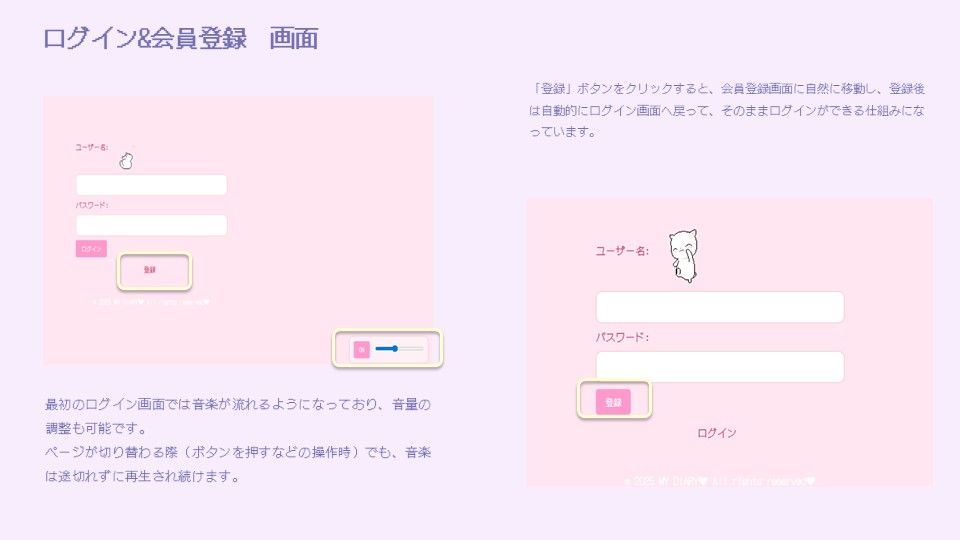 ログイン&会員登録　画面
ユーザー名:
パスワード:
ログイン
登録
© 2025 MY DIARY♥ All rights reserved♥
ON
最初のログイン画面では音楽が流れるようになっており、音量の
調整も可能です。
ページが切り替わる際（ボタンを押すなどの操作時）でも、音楽
は途切れずに再生され続けます。
「登録」ボタンをクリックすると、会員登録画面に自然に移動し、登録後
は自動的にログイン画面へ戻って、そのままログインができる仕組みにな
っています。
ユーザー名:
パスワード:
登録
ログイン
© 2025 MY DIARY♥ All rights reserved♥